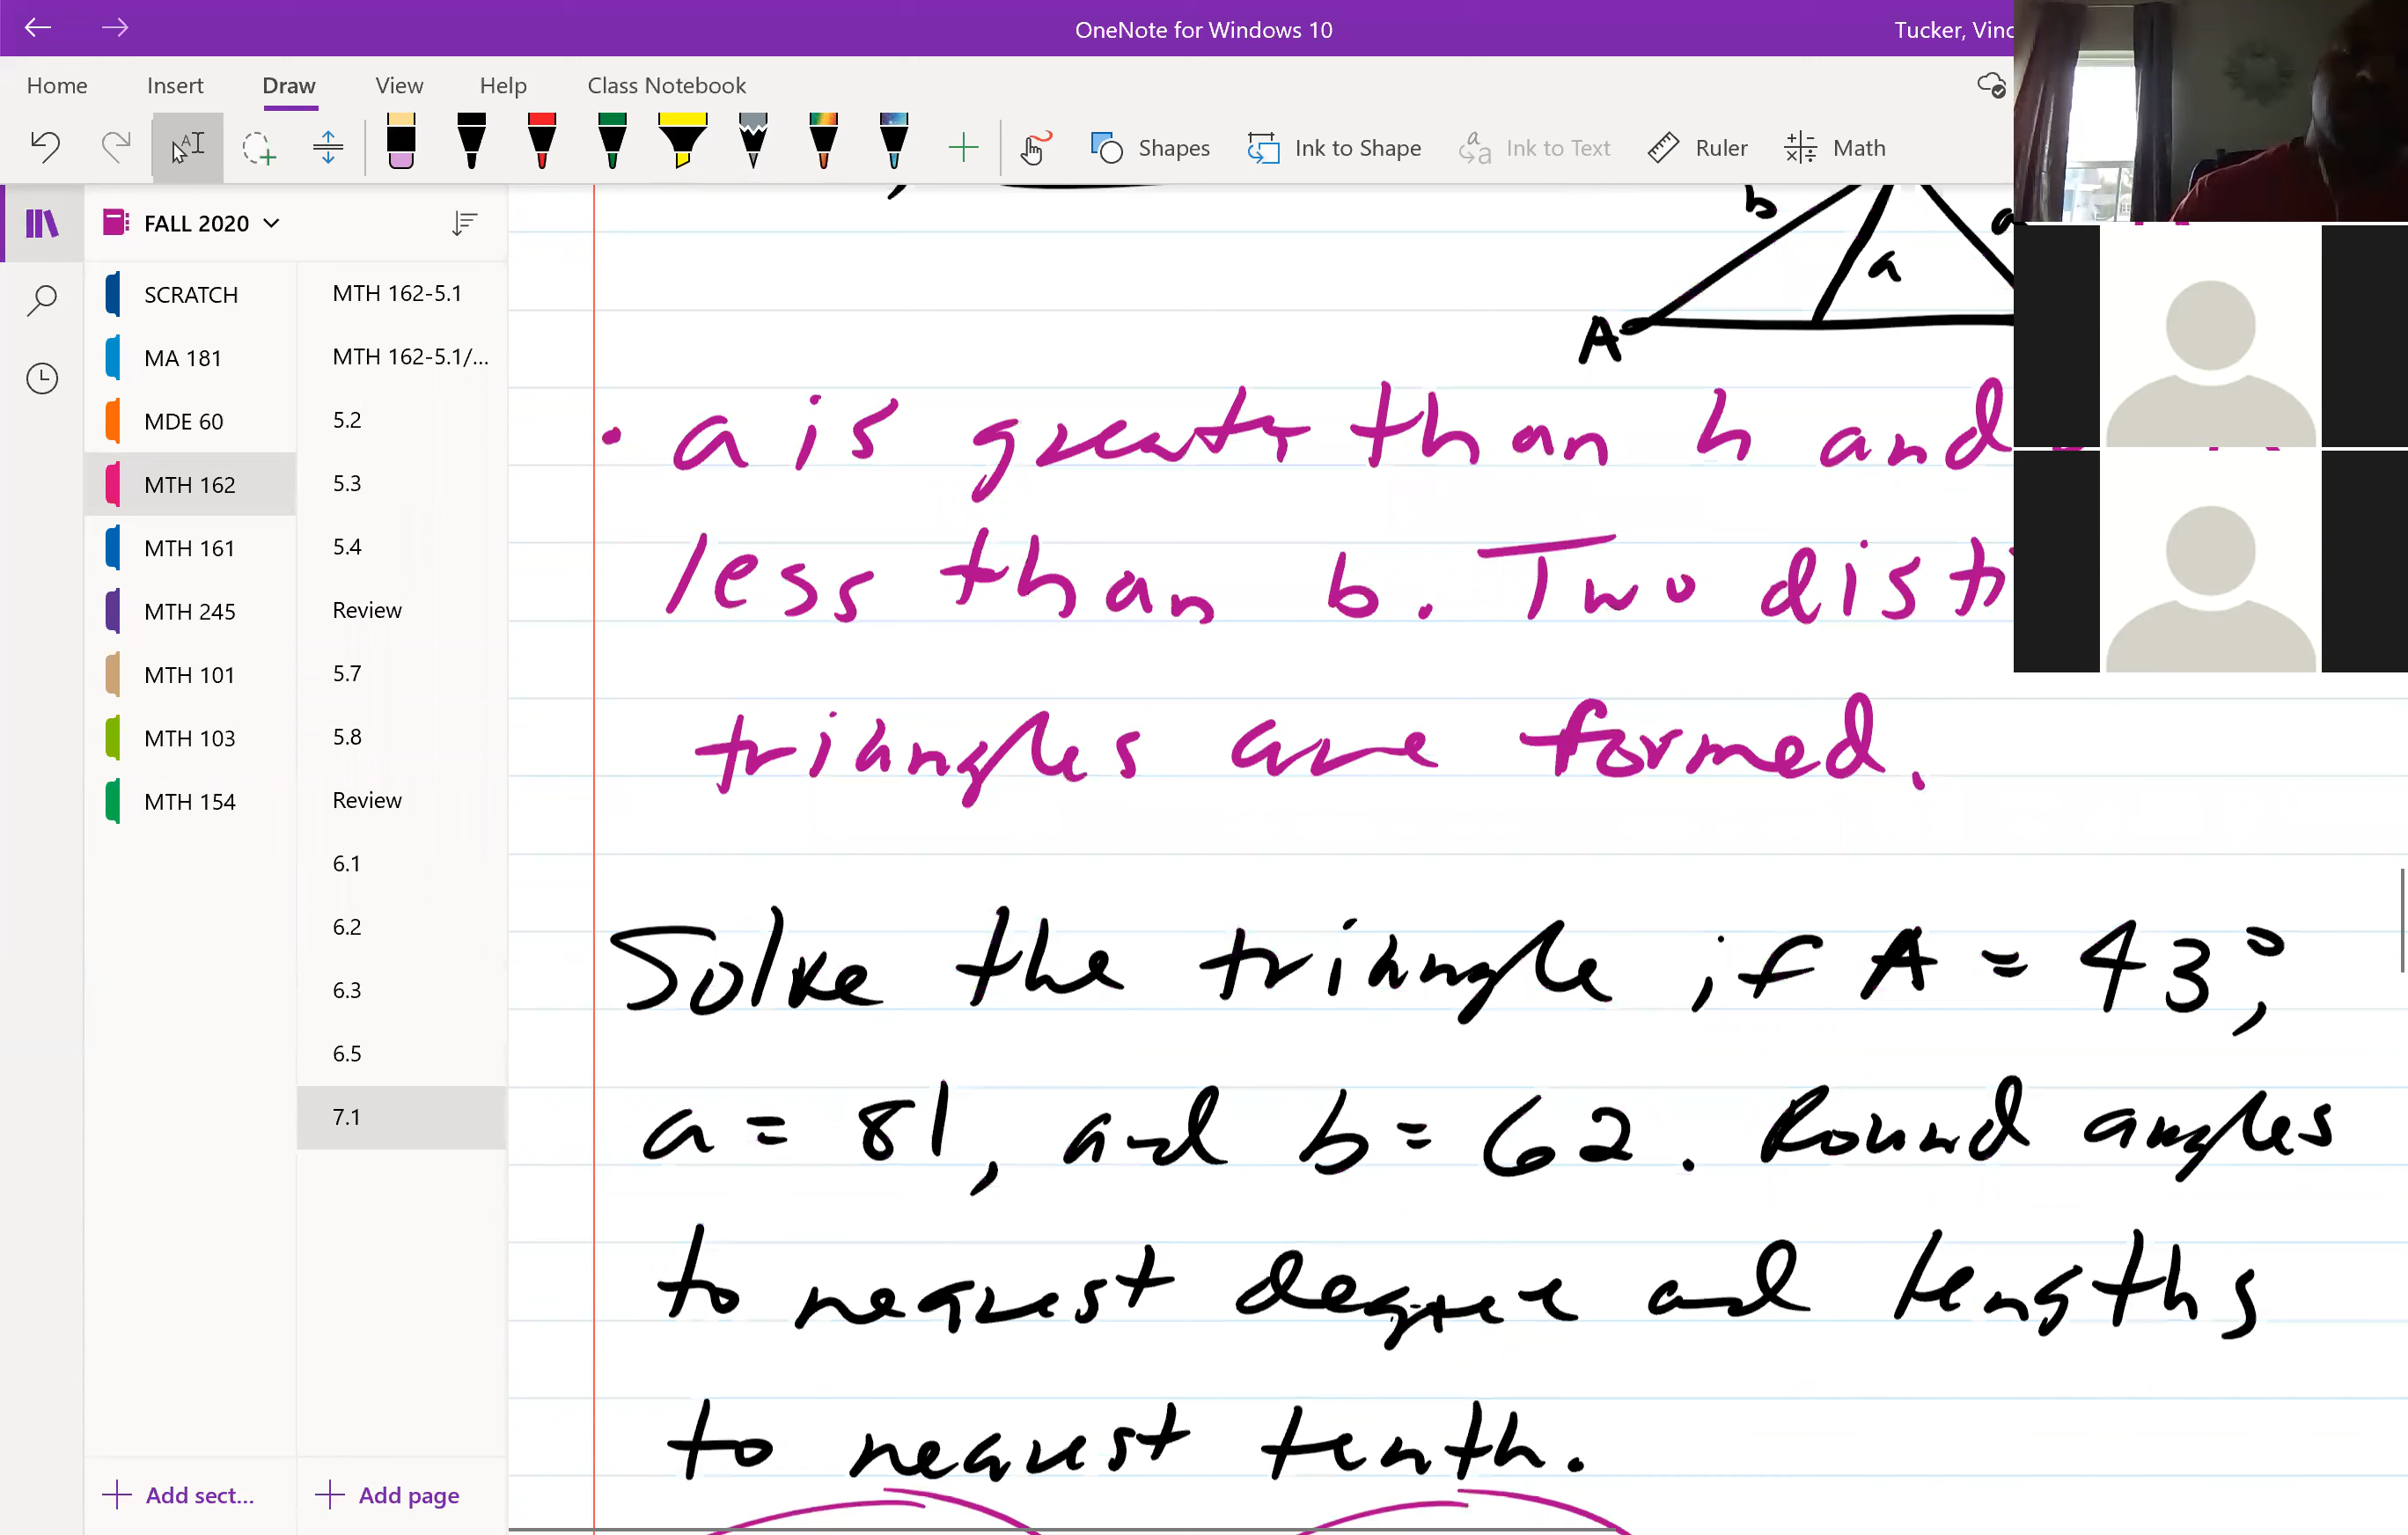 OneNote for Windows 10
Tucker, Vinc
Home Insert Draw View Help Class Notebook
Shapes Ink to Shape Ink to Text Ruler Math
FALL 2020
SCRATCH
MA 181
MDE 60
MTH 162
MTH 161
MTH 245
MTH 101
MTH 103
MTH 154
Add sect...
MTH 162-5.1
MTH 162-5.1/...
5.2
5.3
5.4
Review
5.7
5.8
Review
6.1
6.2
6.3
6.5
7.1
Add page
b a
a
A
• a is greater than h and
less than b. Two disti
triangles are formed.
Solve the triangle if A = 43°,
a = 81, and b = 62. Round angles
to nearest degree and lengths
to nearest tenth.